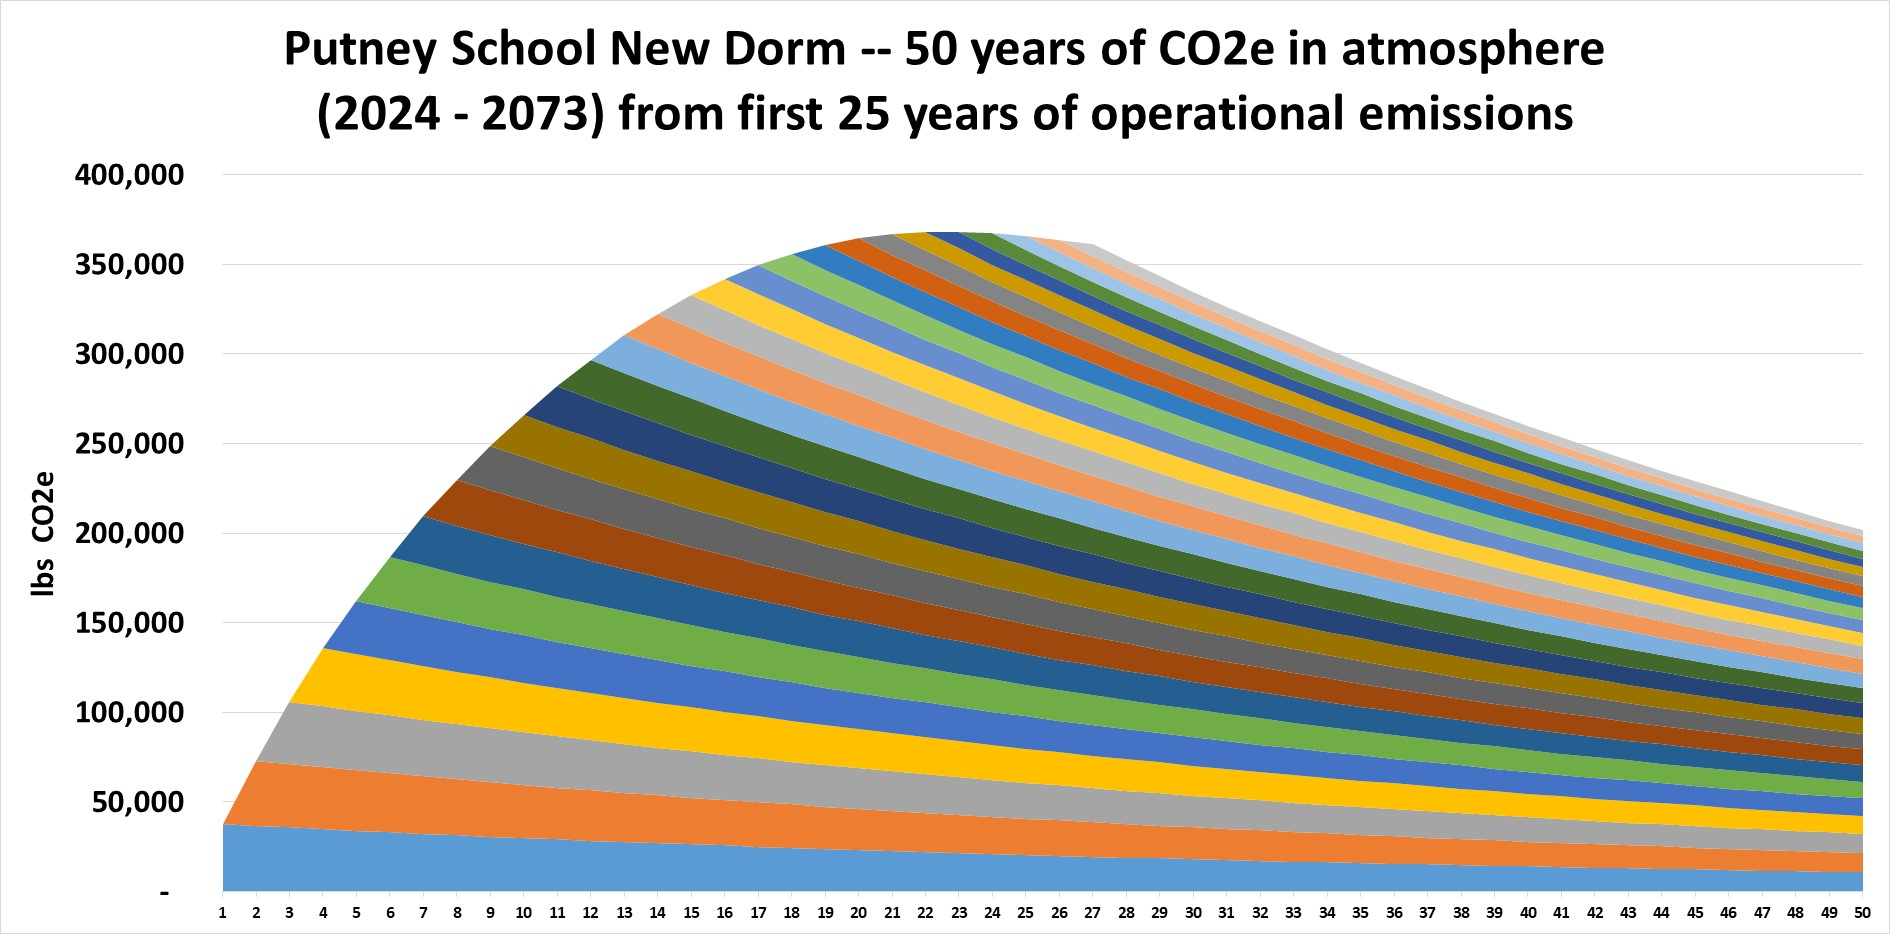 Putney School New Dorm -- 50 years of CO2e in atmosphere
(2024 - 2073) from first 25 years of operational emissions
400,000
350,000
300,000
250,000
200,000
150,000
100,000
50,000
-
lbs CO2e
1 2 3 4 5 6 7 8 9 10 11 12 13 14 15 16 17 18 19 20 21 22 23 24 25 26 27 28 29 30 31 32 33 34 35 36 37 38 39 40 41 42 43 44 45 46 47 48 49 50